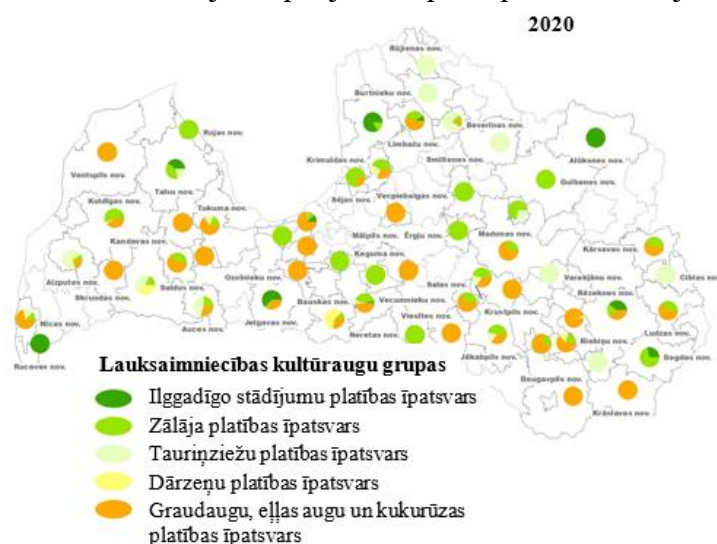 2020
Rūjienas nov.
Burtnieku nov.
Rojas nov.
Beverīnas nov.
Limbažu nov.
Alūksnes nov.
Ventspils nov.
Krimuldas nov.
Smiltenes nov.
Talsu nov.
Gulbenes nov.
Kuldīgas nov.
Sējas nov.
Vecpiebalgas nov.
Tukuma nov.
Kandavas nov.
Mālpils nov.
Ērgļu nov.
Madonas nov.
Kārsavas nov.
Ozolnieku nov.
Ķeguma nov.
Aizputes nov.
Saldus nov.
Salas nov.
Varakļānu nov.
Ciblas nov.
Skrundas nov.
Bauskas nov.
Vecumnieku nov.
Rēzeknes nov.
Nīcas nov.
Auces nov.
Jelgavas nov.
Viesītes nov.
Krustpils nov.
Ludzas nov.
Rucavas nov.
Neretas nov.
Jēkabpils nov.
Riebiņu nov.
Dagdas nov.
Daugavpils nov.
Krāslavas nov.
Lauksaimniecības kultūraugu grupas
Ilggadīgo stādījumu platības īpatsvars
Zālāja platības īpatsvars
Tauriņziežu platības īpatsvars
Dārzeņu platības īpatsvars
Graudaugu, eļļas augu un kukurūzas
platības īpatsvars